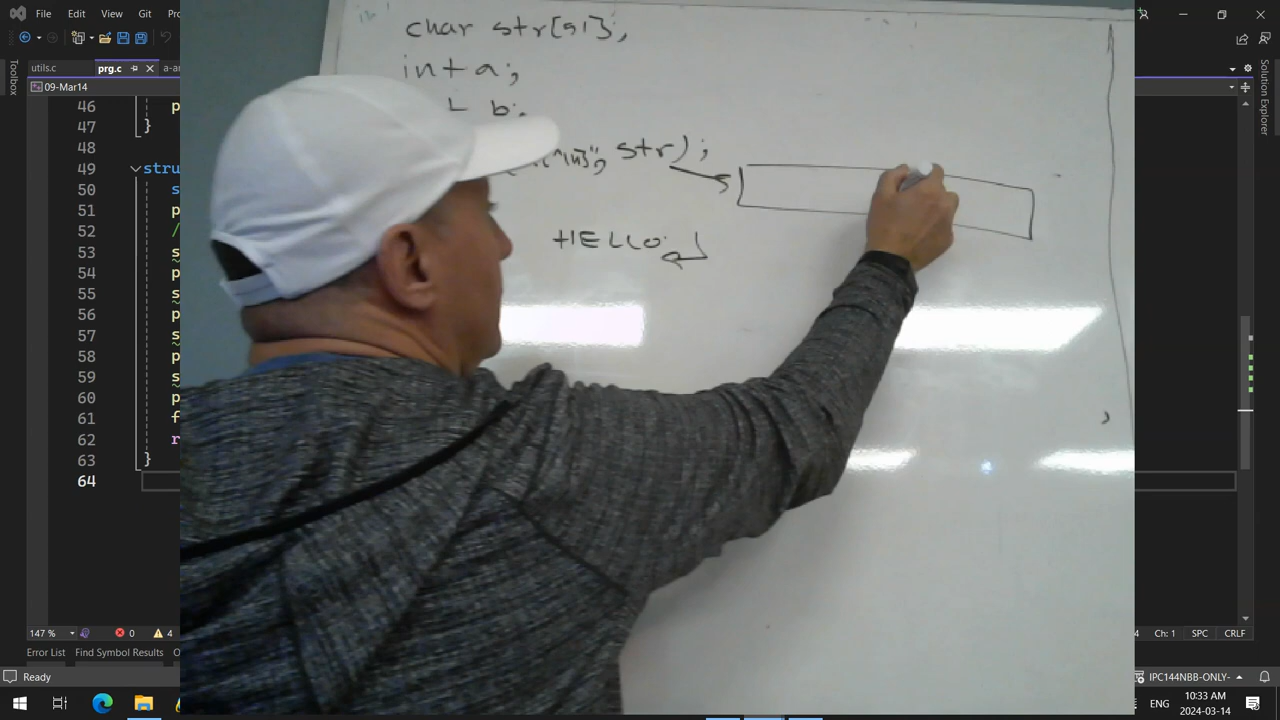 File Edit View Git
utils.c prg.c
09-Mar14
char str[51];
int a;
b;
str);
HELLO
46 p
47 }
48
49 stru
50 s
51 p
52 /
53 s
54 p
55 s
56 p
57 s
58 p
59 s
60 p
61 f
62 r
63 }
64
Toolbox
Solution Explorer
147 % 0 4
4 Ch: 1 SPC CRLF
Error List Find Symbol Results
Ready
IPC144NBB-ONLY-
ENG 10:33 AM
2024-03-14